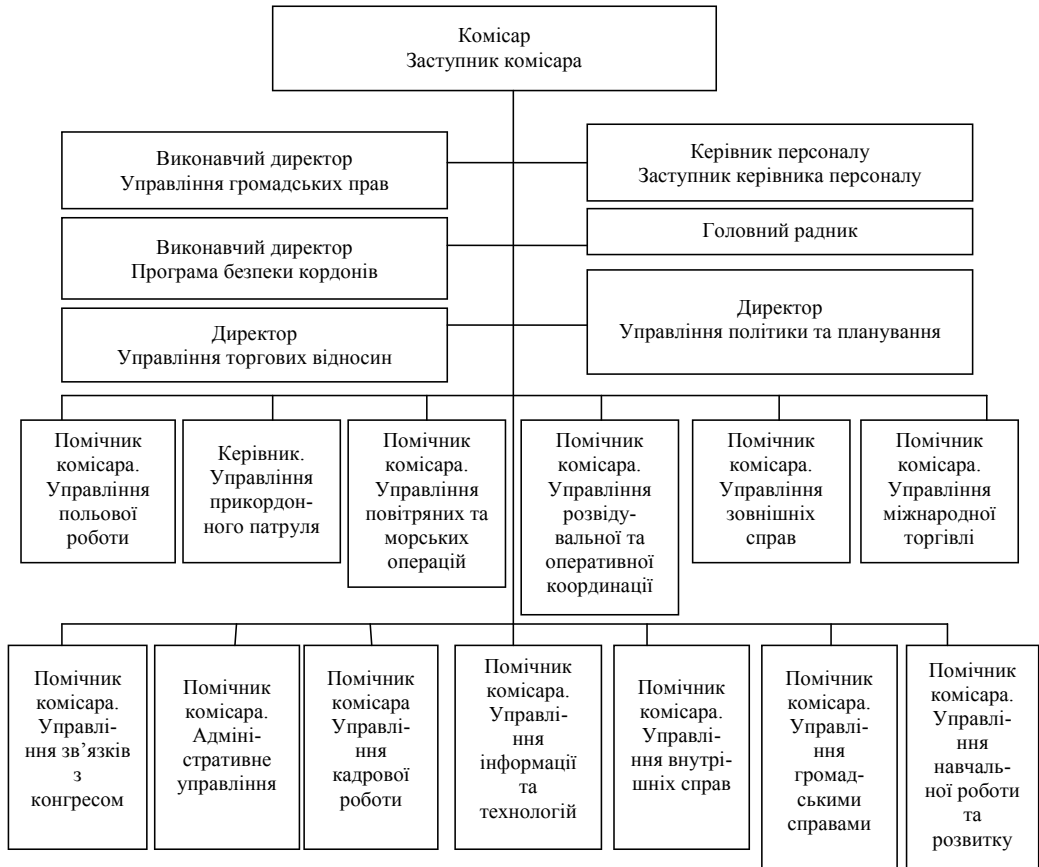 Комісар
Заступник комісара
Виконавчий директор
Управління громадських прав
Керівник персоналу
Заступник керівника персоналу
Виконавчий директор
Програма безпеки кордонів
Головний радник
Директор
Управління торгових відносин
Директор
Управління політики та планування
Помічник
комісара.
Управління
польової
роботи
Керівник.
Управління
прикордон-
ного патруля
Помічник
комісара.
Управління
повітряних та
морських
операцій
Помічник
комісара.
Управління
розвіду-
вальної та
оперативної
координації
Помічник
комісара.
Управління
зовнішніх
справ
Помічник
комісара.
Управління
міжнародної
торгівлі
Помічник
комісара.
Управлі-
ння зв’язків
з
конгресом
Помічник
комісара.
Адміні-
стративне
управління
Помічник
комісара
Управлі-
ння
кадрової
роботи
Помічник
комісара.
Управлі-
ння
інформації
та
технологій
Помічник
комісара.
Управлі-
ння внутрі-
шніх справ
Помічник
комісара.
Управлі-
ння
громад-
ськими
справами
Помічник
комісара.
Управлі-
ння
навчаль-
ної роботи
та
розвитку